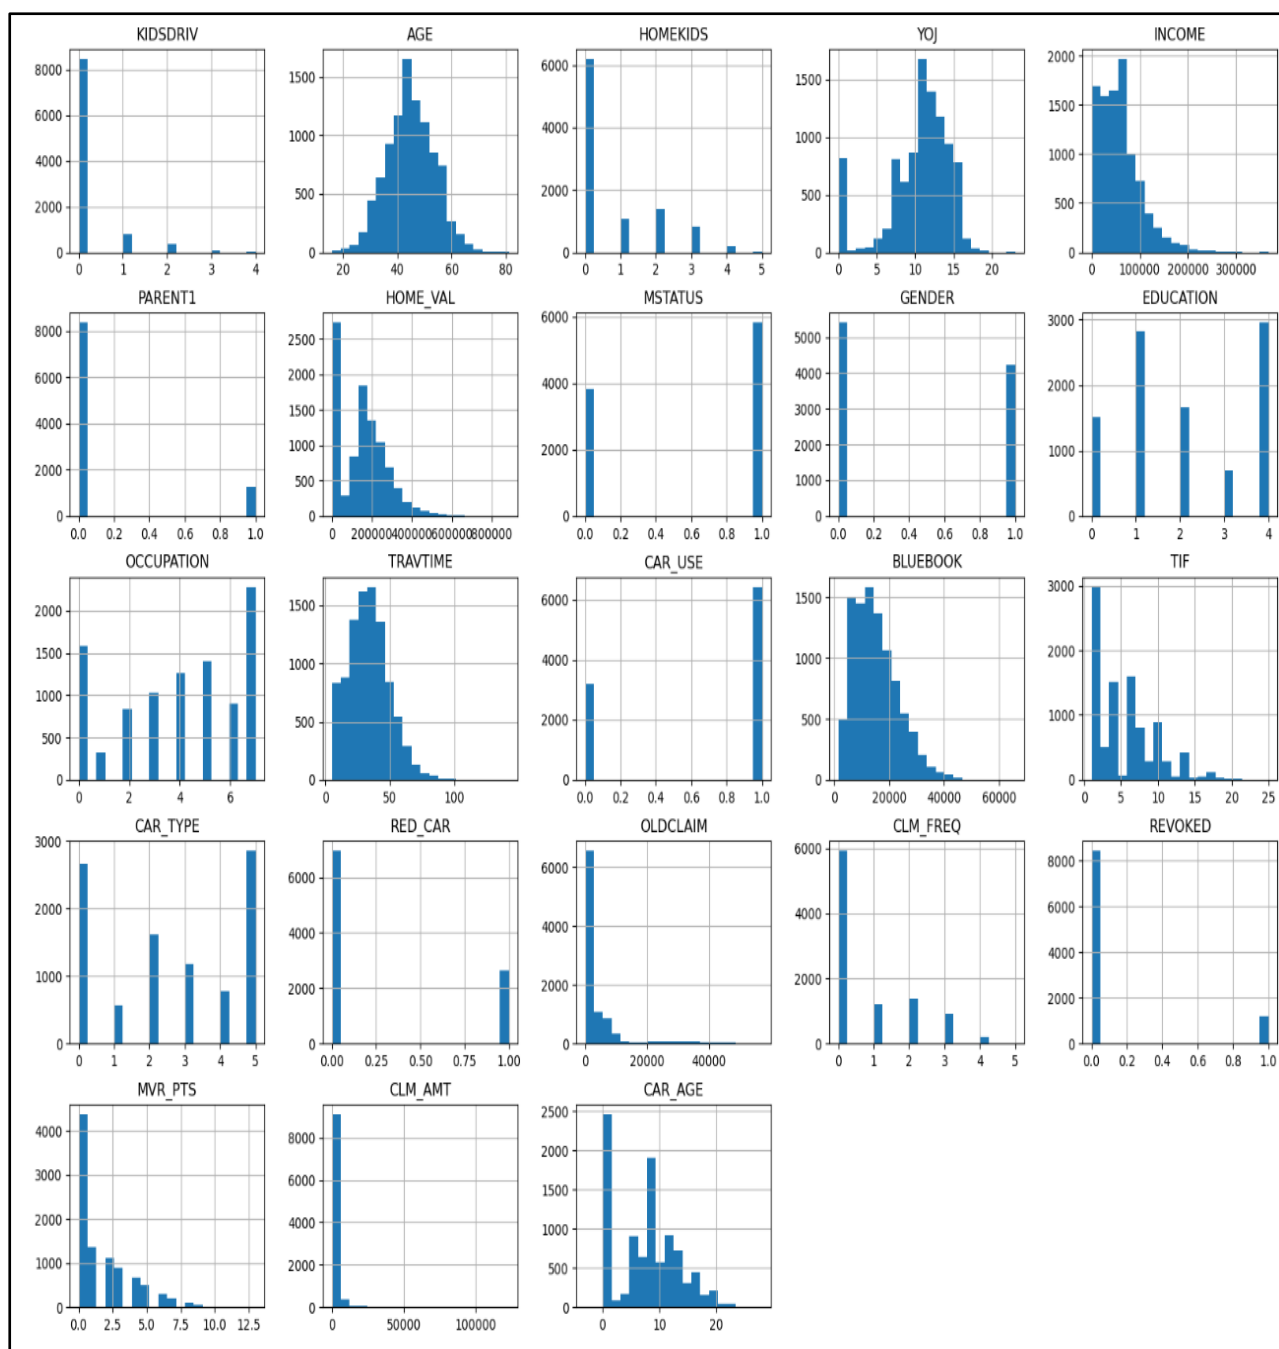 KIDSDRIV
8000
6000
4000
2000
0
0 1 2 3 4
AGE
1500
1000
500
0
20 40 60 80
HOMEKIDS
6000
4000
2000
0
0 1 2 3 4 5
YOJ
1500
1000
500
0
0 5 10 15 20
INCOME
2000
1500
1000
500
0
0 100000 200000 300000
PARENT1
8000
6000
4000
2000
0
0.0 0.2 0.4 0.6 0.8 1.0
HOME_VAL
2500
2000
1500
1000
500
0
0 200000 400000 600000 800000
MSTATUS
6000
4000
2000
0
0.0 0.2 0.4 0.6 0.8 1.0
GENDER
5000
4000
3000
2000
1000
0
0.0 0.2 0.4 0.6 0.8 1.0
EDUCATION
3000
2000
1000
0
0 1 2 3 4
OCCUPATION
2000
1500
1000
500
0
0 2 4 6
TRAVTIME
1500
1000
500
0
0 50 100
CAR_USE
6000
4000
2000
0
0.0 0.2 0.4 0.6 0.8 1.0
BLUEBOOK
1500
1000
500
0
0 20000 40000 60000
TIF
3000
2000
1000
0
0 5 10 15 20 25
CAR_TYPE
3000
2000
1000
0
0 1 2 3 4 5
RED_CAR
6000
4000
2000
0
0.00 0.25 0.50 0.75 1.00
OLDCLAIM
6000
4000
2000
0
0 20000 40000
CLM_FREQ
6000
4000
2000
0
0 1 2 3 4 5
REVOKED
8000
6000
4000
2000
0
0.0 0.2 0.4 0.6 0.8 1.0
MVR_PTS
4000
3000
2000
1000
0
0.0 2.5 5.0 7.5 10.0 12.5
CLM_AMT
8000
6000
4000
2000
0
0 50000 100000
CAR_AGE
2500
2000
1500
1000
500
0
0 10 20